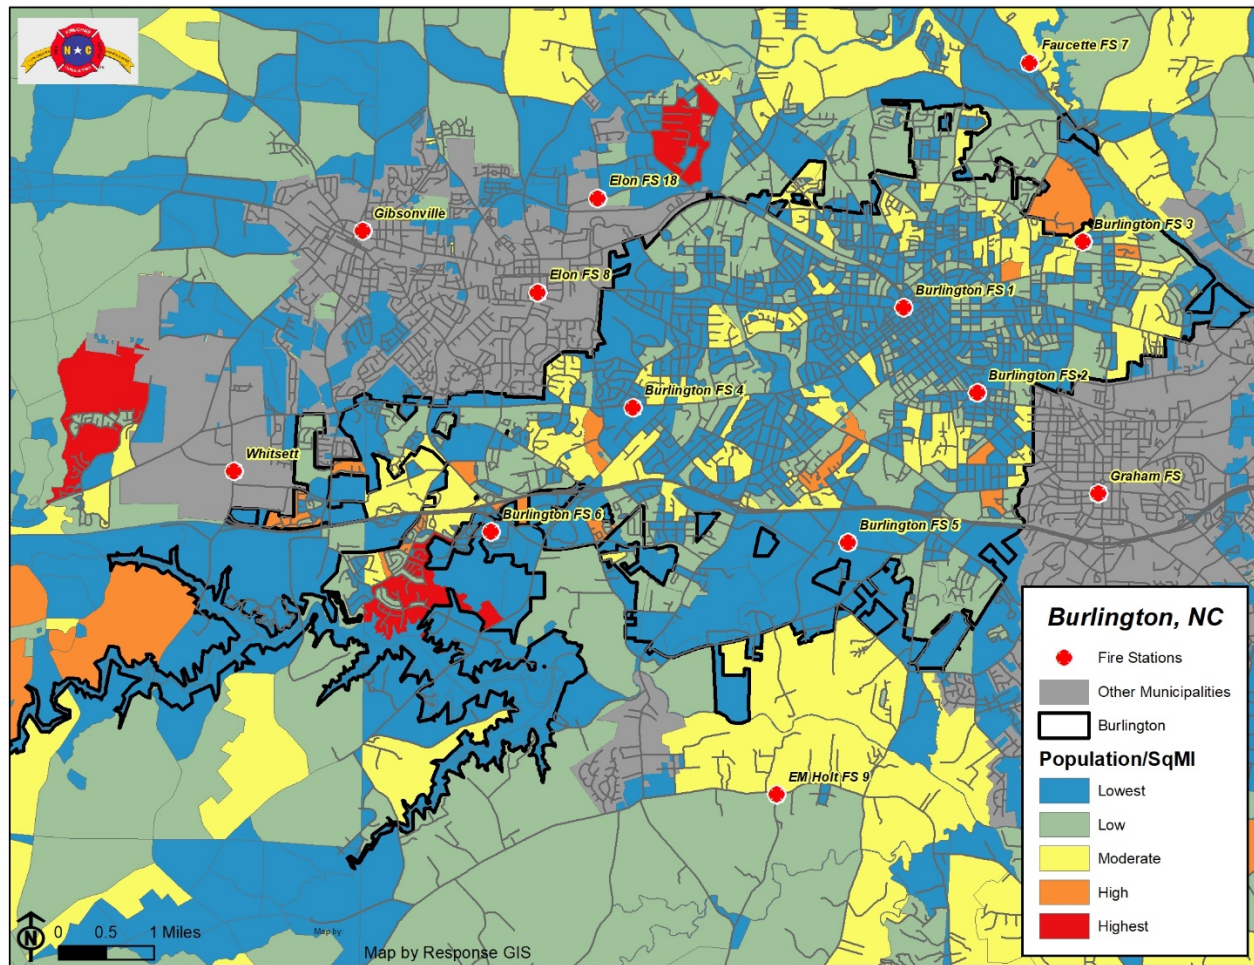 N ★ C
Faucette FS 7
Elon FS 18
Gibsonville
Burlington FS 3
Elon FS 8
Burlington FS 1
Burlington FS 2
Burlington FS 4
Whitsett
Graham FS
Burlington FS 6
Burlington FS 5
EM Holt FS 9
Burlington, NC
Fire Stations
Other Municipalities
Burlington
Population/SqMI
Lowest
Low
Moderate
High
Highest
N
0 0.5 1 Miles
Map by:
Map by Response GIS